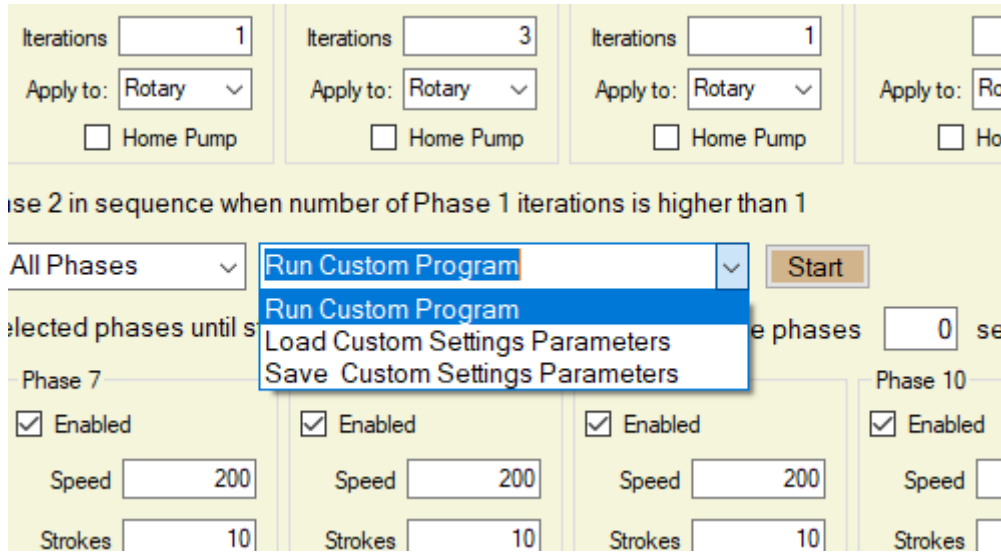 Iterations 1 Iterations 3 Iterations 1
Apply to: Rotary Apply to: Rotary Apply to: Rotary Apply to:
Home Pump Home Pump Home Pump
2 in sequence when number of Phase 1 iterations is higher than 1
All Phases Run Custom Program Start
Run Custom Program
phases until phases 0
Load Custom Settings Parameters
Save Custom Settings Parameters
Phase 7 Phase 10
Enabled Enabled Enabled Enabled
Speed 200 Speed 200 Speed 200 Speed
Strokes 10 Strokes 10 Strokes 10 Strokes